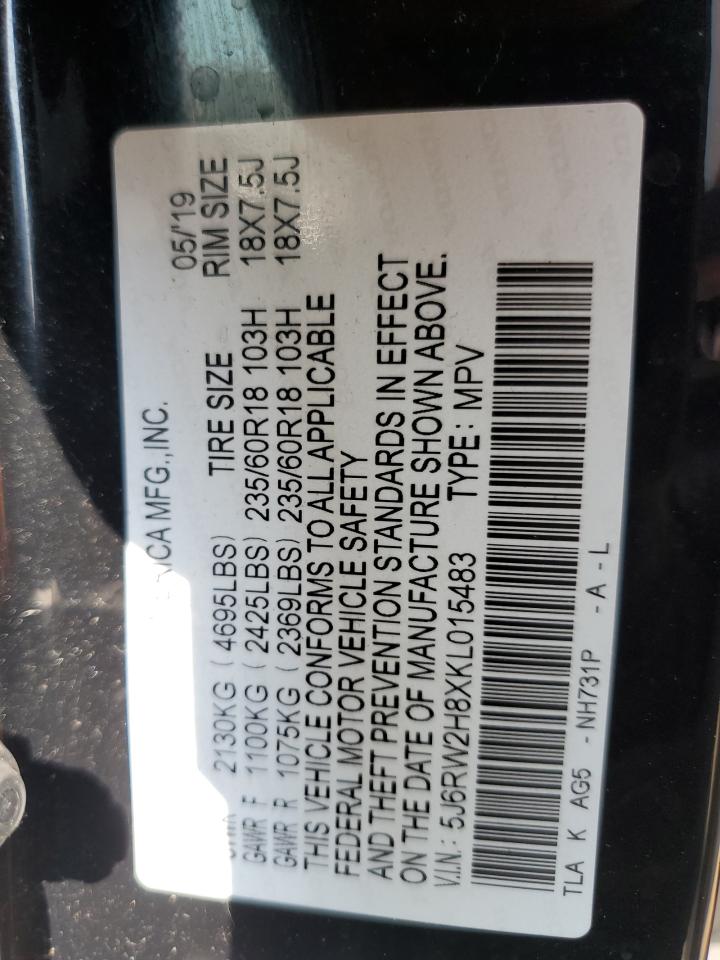 MFG.,INC. 05/'19
TIRE SIZE RIM SIZE
2130KG ( 4695LBS)
GAWR F 1100KG ( 2425LBS) 235/60R18 103H 18X7.5J
GAWR R 1075KG ( 2369LBS) 235/60R18 103H 18X7.5J
THIS VEHICLE CONFORMS TO ALL APPLICABLE
FEDERAL MOTOR VEHICLE SAFETY
AND THEFT PREVENTION STANDARDS IN EFFECT
ON THE DATE OF MANUFACTURE SHOWN ABOVE.
V.I.N.: 5J6RW2H8XKL015483 TYPE: MPV
TLA K AG5 - NH731P - A - L